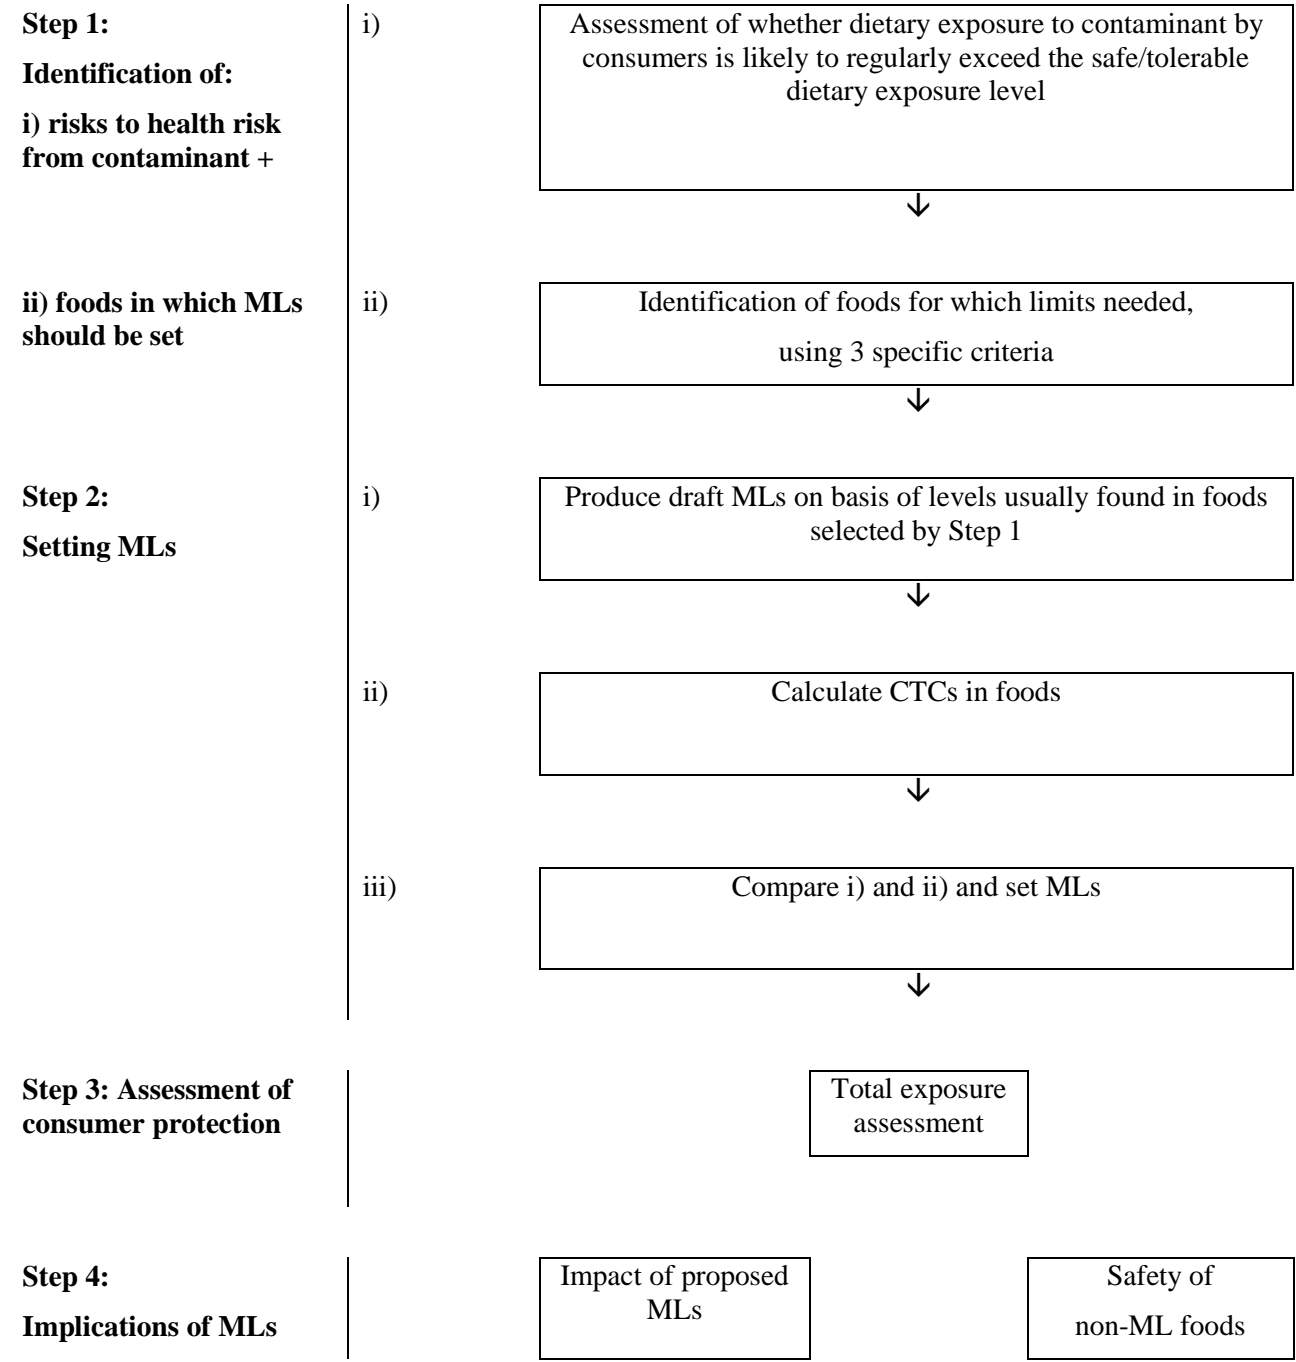 Step 1:
Identification of:
i) risks to health risk
from contaminant +
i)
Assessment of whether dietary exposure to contaminant by
consumers is likely to regularly exceed the safe/tolerable
dietary exposure level
ii) foods in which MLs
should be set
ii)
Identification of foods for which limits needed,
using 3 specific criteria
Step 2:
Setting MLs
i)
Produce draft MLs on basis of levels usually found in foods
selected by Step 1
ii)
Calculate CTCs in foods
iii)
Compare i) and ii) and set MLs
Step 3: Assessment of
consumer protection
Total exposure
assessment
Step 4:
Implications of MLs
Impact of proposed
MLs
Safety of
non-ML foods